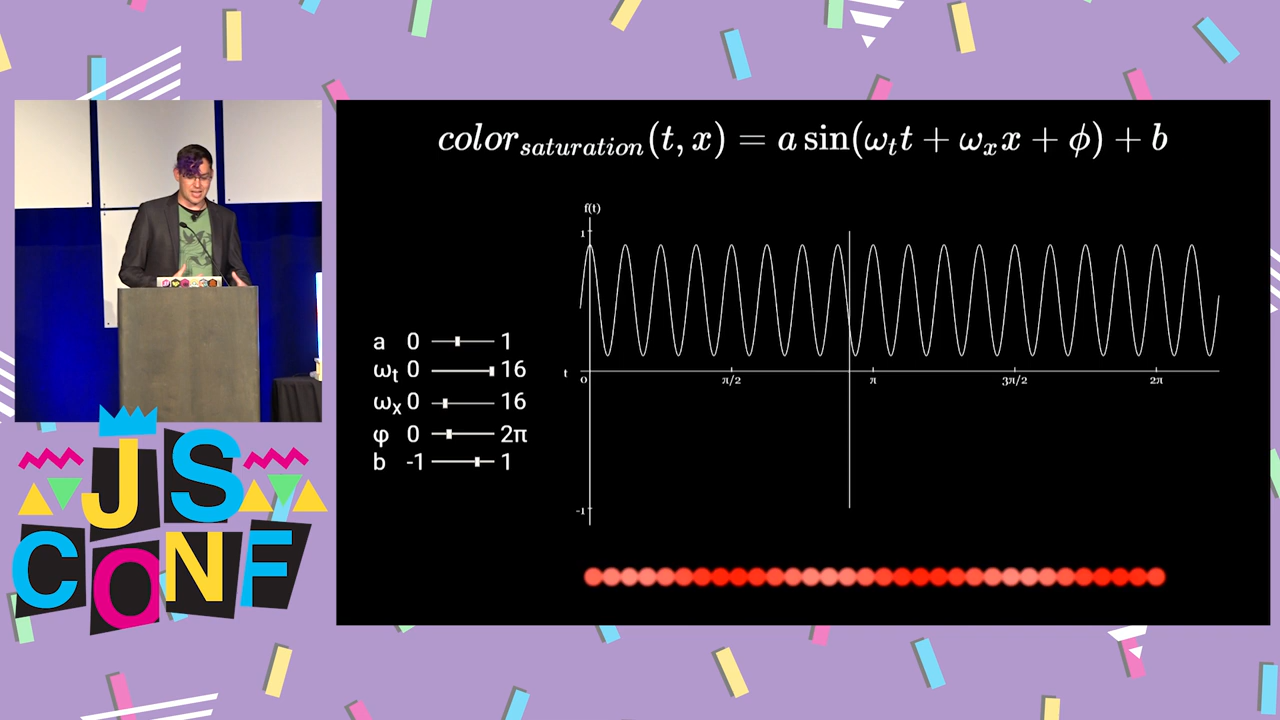 color_saturation(t, x) = a sin(ω_t t + ω_x x + ϕ) + b
f(t)
1
t 0 π/2 π 3π/2 2π
-1
a 0 1
ω_t 0 16
ω_x 0 16
φ 0 2π
b -1 1
JS
CONF